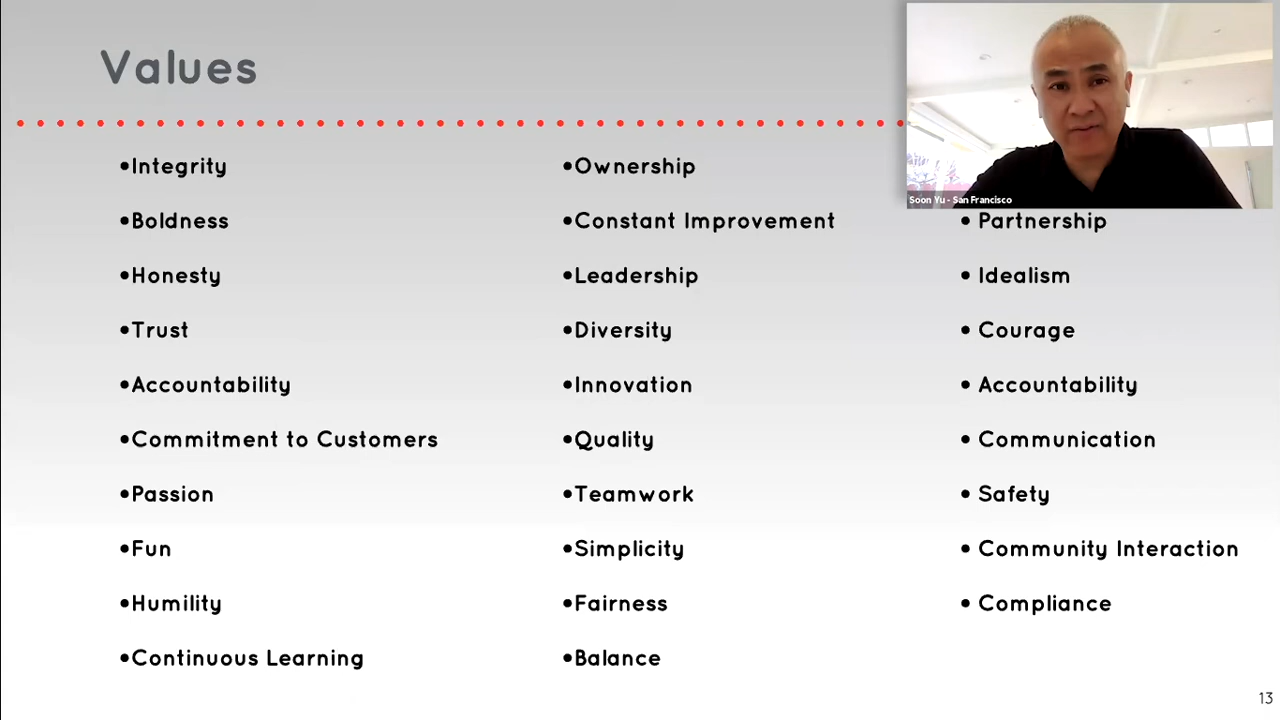 Values
•Integrity
•Boldness
•Honesty
•Trust
•Accountability
•Commitment to Customers
•Passion
•Fun
•Humility
•Continuous Learning
•Ownership
•Constant Improvement
•Leadership
•Diversity
•Innovation
•Quality
•Teamwork
•Simplicity
•Fairness
•Balance
Soon Yu - San Francisco
• Partnership
• Idealism
• Courage
• Accountability
• Communication
• Safety
• Community Interaction
• Compliance
13